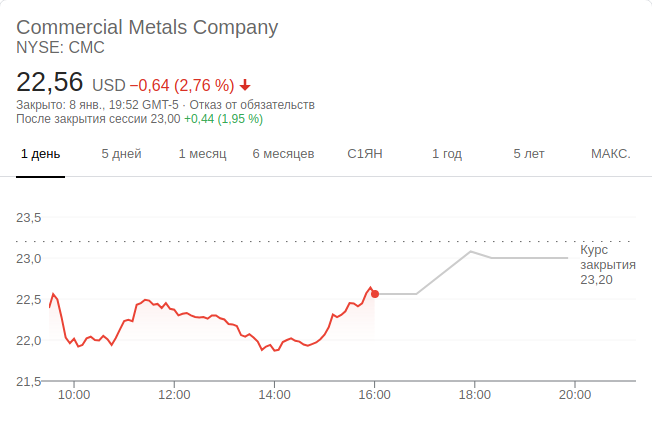 Commercial Metals Company
NYSE: CMC
22,56 USD −0,64 (2,76 %)
Закрыто: 8 янв., 19:52 GMT-5 · Отказ от обязательств
После закрытия сессии 23,00 +0,44 (1,95 %)
1 день 5 дней 1 месяц 6 месяцев С1ЯН 1 год 5 лет МАКС.
23,5
23,0
22,5
22,0
21,5
Курс
закрытия
23,20
10:00 12:00 14:00 16:00 18:00 20:00